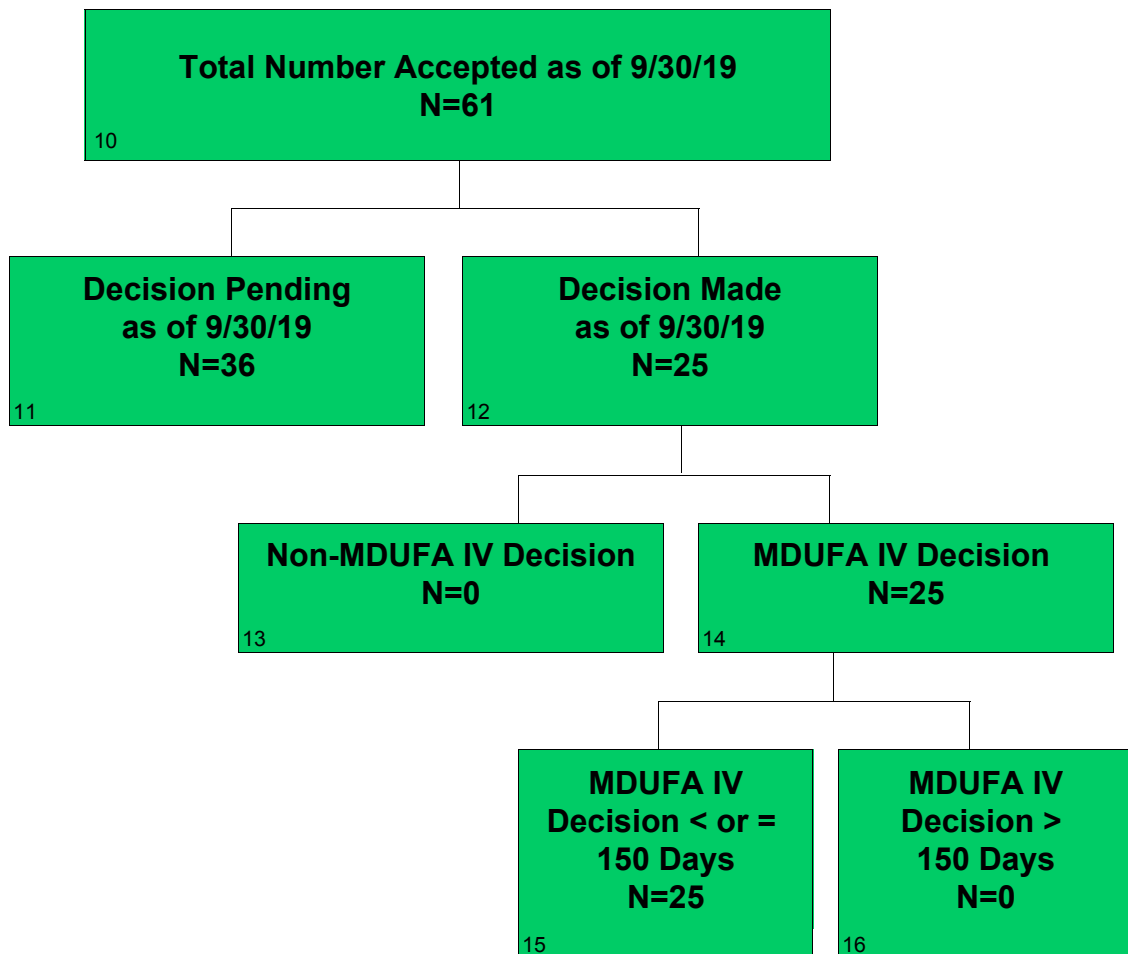 Total Number Accepted as of 9/30/19
N=61
10
Decision Pending
as of 9/30/19
N=36
11
Decision Made
as of 9/30/19
N=25
12
Non-MDUFA IV Decision
N=0
13
MDUFA IV Decision
N=25
14
MDUFA IV
Decision < or =
150 Days
N=25
15
MDUFA IV
Decision >
150 Days
N=0
16